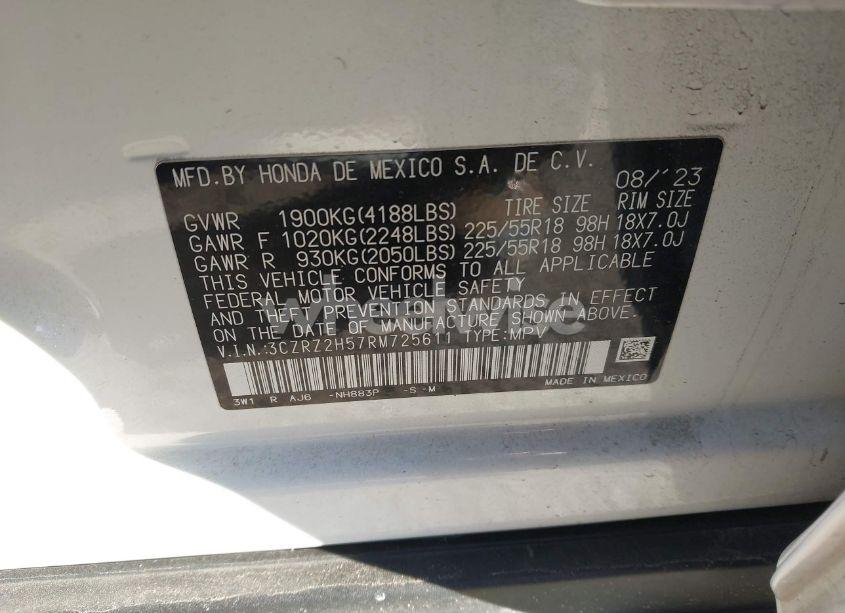 MFD.BY HONDA DE MEXICO S.A. DE C.V. 08/'23
GVWR 1900KG(4188LBS) TIRE SIZE RIM SIZE
GAWR F 1020KG(2248LBS) 225/55R18 98H 18X7.0J
GAWR R 930KG(2050LBS) 225/55R18 98H 18X7.0J
THIS VEHICLE CONFORMS TO ALL APPLICABLE
FEDERAL MOTOR VEHICLE SAFETY
AND THEFT PREVENTION STANDARDS IN EFFECT
ON THE DATE OF MANUFACTURE SHOWN ABOVE.
V.I.N.:3CZRZ2H57RM725611 TYPE:MPV
3W1 R AJ6 -NH883P -S -M MADE IN MEXICO